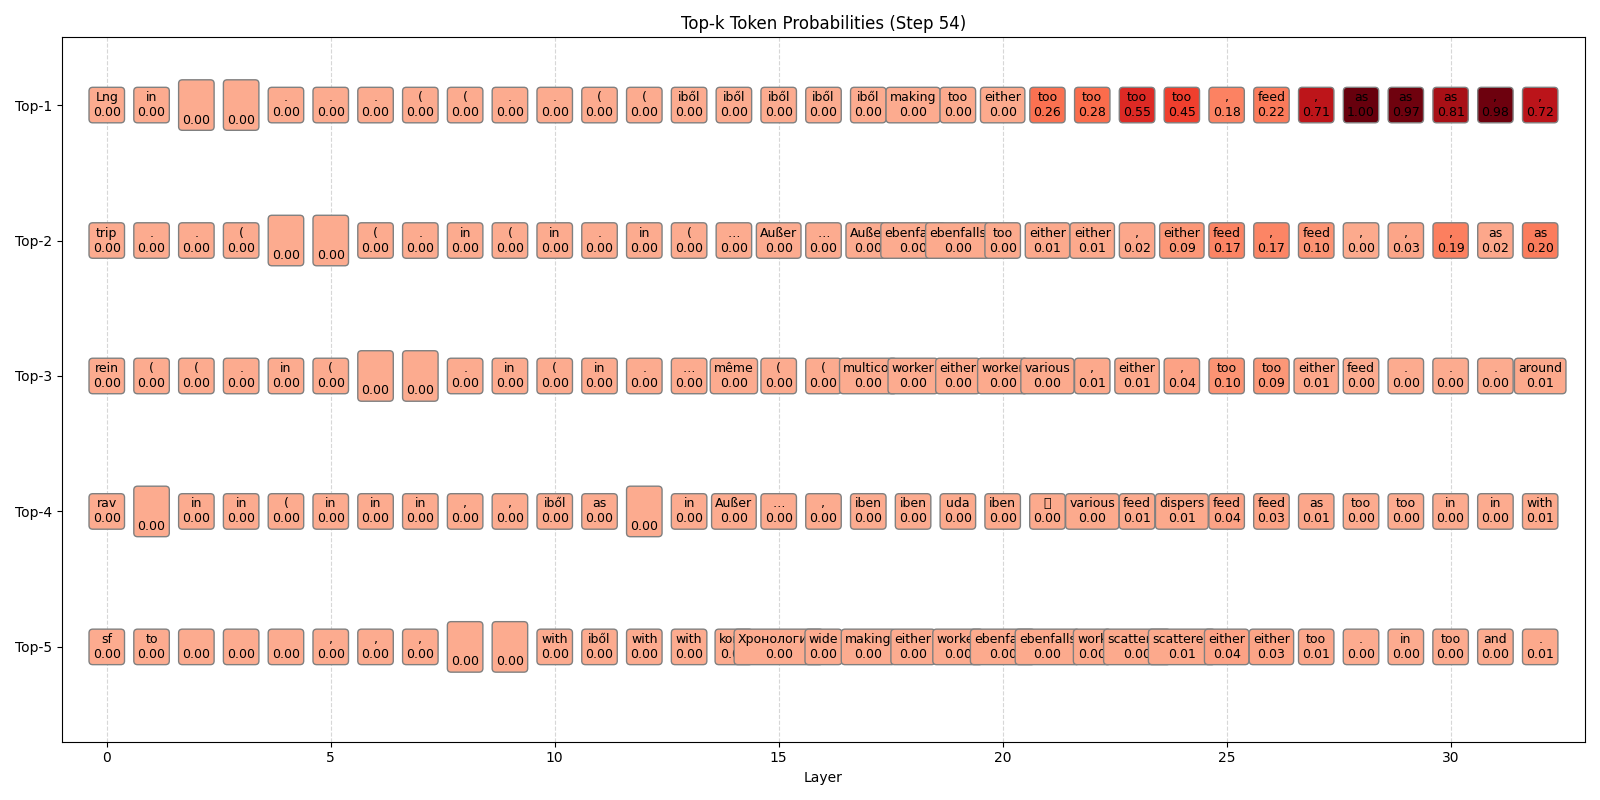 Top-k Token Probabilities (Step 54)
Top-1
Lng in . . . ( ( . . ( ( iből iből iből iből iből making too either too too too too , feed , as as as , ,
0.00 0.00 0.00 0.00 0.00 0.00 0.00 0.00 0.00 0.00 0.00 0.00 0.00 0.00 0.00 0.00 0.00 0.00 0.00 0.00 0.00 0.26 0.28 0.55 0.45 0.18 0.22 0.71 1.00 0.97 0.81 0.98 0.72
Top-2
trip . . ( ( . in ( in . in ( ... Außer ... ebenfalls too either either , either feed , feed , , , as as
0.00 0.00 0.00 0.00 0.00 0.00 0.00 0.00 0.00 0.00 0.00 0.00 0.00 0.00 0.00 0.00 0.00 0.00 0.00 0.00 0.00 0.01 0.01 0.02 0.09 0.17 0.17 0.10 0.00 0.03 0.19 0.02 0.20
Top-3
rein ( ( . in ( . in ( in . ... même ( ( multico worker either worker various , either , too too either feed . . . around
0.00 0.00 0.00 0.00 0.00 0.00 0.00 0.00 0.00 0.00 0.00 0.00 0.00 0.00 0.00 0.00 0.00 0.00 0.00 0.00 0.00 0.00 0.01 0.01 0.04 0.10 0.09 0.01 0.00 0.00 0.00 0.00 0.01
Top-4
rav in in ( in in in , , iből as in Außer ... , iben iben uda iben various feed dispers feed feed as too too in in with
0.00 0.00 0.00 0.00 0.00 0.00 0.00 0.00 0.00 0.00 0.00 0.00 0.00 0.00 0.00 0.00 0.00 0.00 0.00 0.00 0.00 0.00 0.00 0.01 0.01 0.04 0.03 0.01 0.00 0.00 0.00 0.00 0.01
Top-5
sf to , , , with iből with with wide making either ebenfalls either either too . in too and .
0.00 0.00 0.00 0.00 0.00 0.00 0.00 0.00 0.00 0.00 0.00 0.00 0.00 0.00 0.00 0.00 0.00 0.00 0.00 0.00 0.00 0.01 0.04 0.03 0.01 0.00 0.00 0.00 0.00 0.01
0 5 10 15 20 25 30
Layer